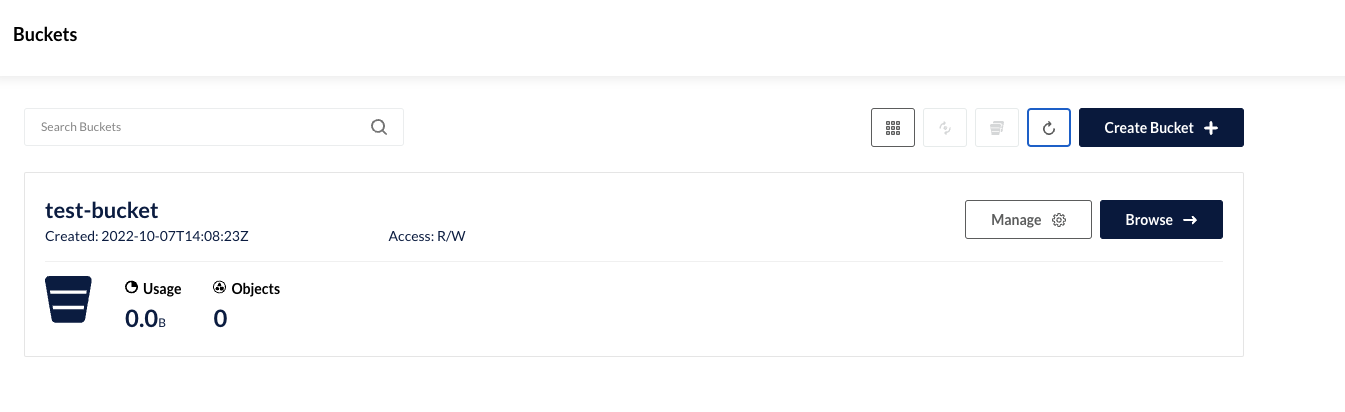 Buckets
Search Buckets
Create Bucket
test-bucket
Created: 2022-10-07T14:08:23Z Access: R/W
Manage Browse
Usage Objects
0.0B 0